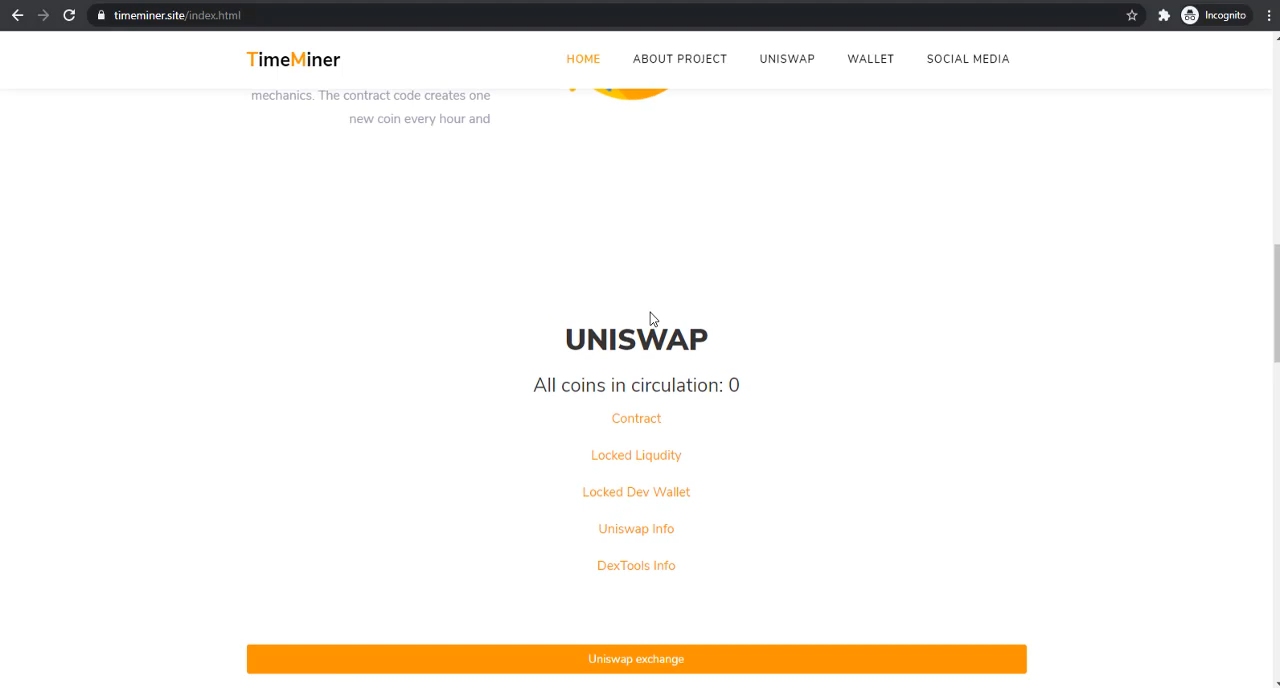 timeminer.site/index.html
Incognito
TimeMiner
HOME
ABOUT PROJECT
UNISWAP
WALLET
SOCIAL MEDIA
mechanics. The contract code creates one
new coin every hour and
UNISWAP
All coins in circulation: 0
Contract
Locked Liqudity
Locked Dev Wallet
Uniswap Info
DexTools Info
Uniswap exchange